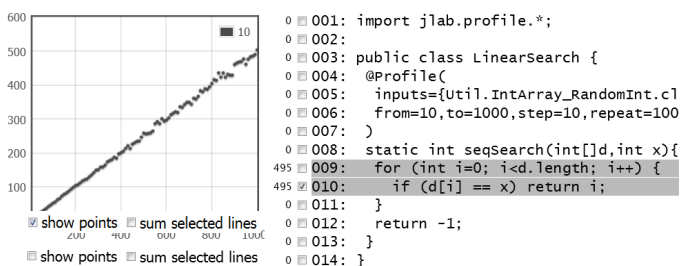 600
10
500
400
300
200
100
show points sum selected lines
200 400 600 800 1000
show points sum selected lines
0 001: import jlab.profile.*;
0 002:
0 003: public class LinearSearch {
0 004: @Profile(
0 005: inputs={Util.IntArray_RandomInt.cl
0 006: from=10,to=1000,step=10,repeat=100
0 007: )
0 008: static int seqSearch(int[]d,int x){
495 009: for (int i=0; i<d.length; i++) {
495 010: if (d[i] == x) return i;
0 011: }
0 012: return -1;
0 013: }
0 014: }